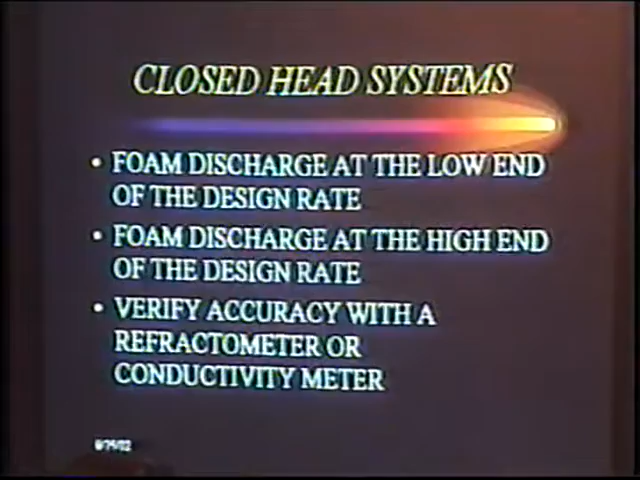 CLOSED HEAD SYSTEMS
• FOAM DISCHARGE AT THE LOW END
OF THE DESIGN RATE
• FOAM DISCHARGE AT THE HIGH END
OF THE DESIGN RATE
• VERIFY ACCURACY WITH A
REFRACTOMETER OR
CONDUCTIVITY METER